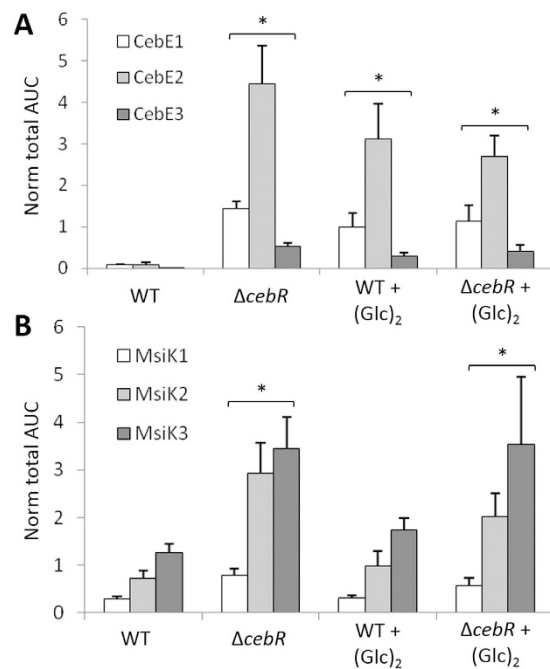 A
Norm total AUC
6
5
4
3
2
1
0
CebE1
CebE2
CebE3
*
*
*
WT
ΔcebR
WT +
(Glc)2
ΔcebR +
(Glc)2
B
Norm total AUC
6
5
4
3
2
1
0
MsiK1
MsiK2
MsiK3
*
*
WT
ΔcebR
WT +
(Glc)2
ΔcebR +
(Glc)2